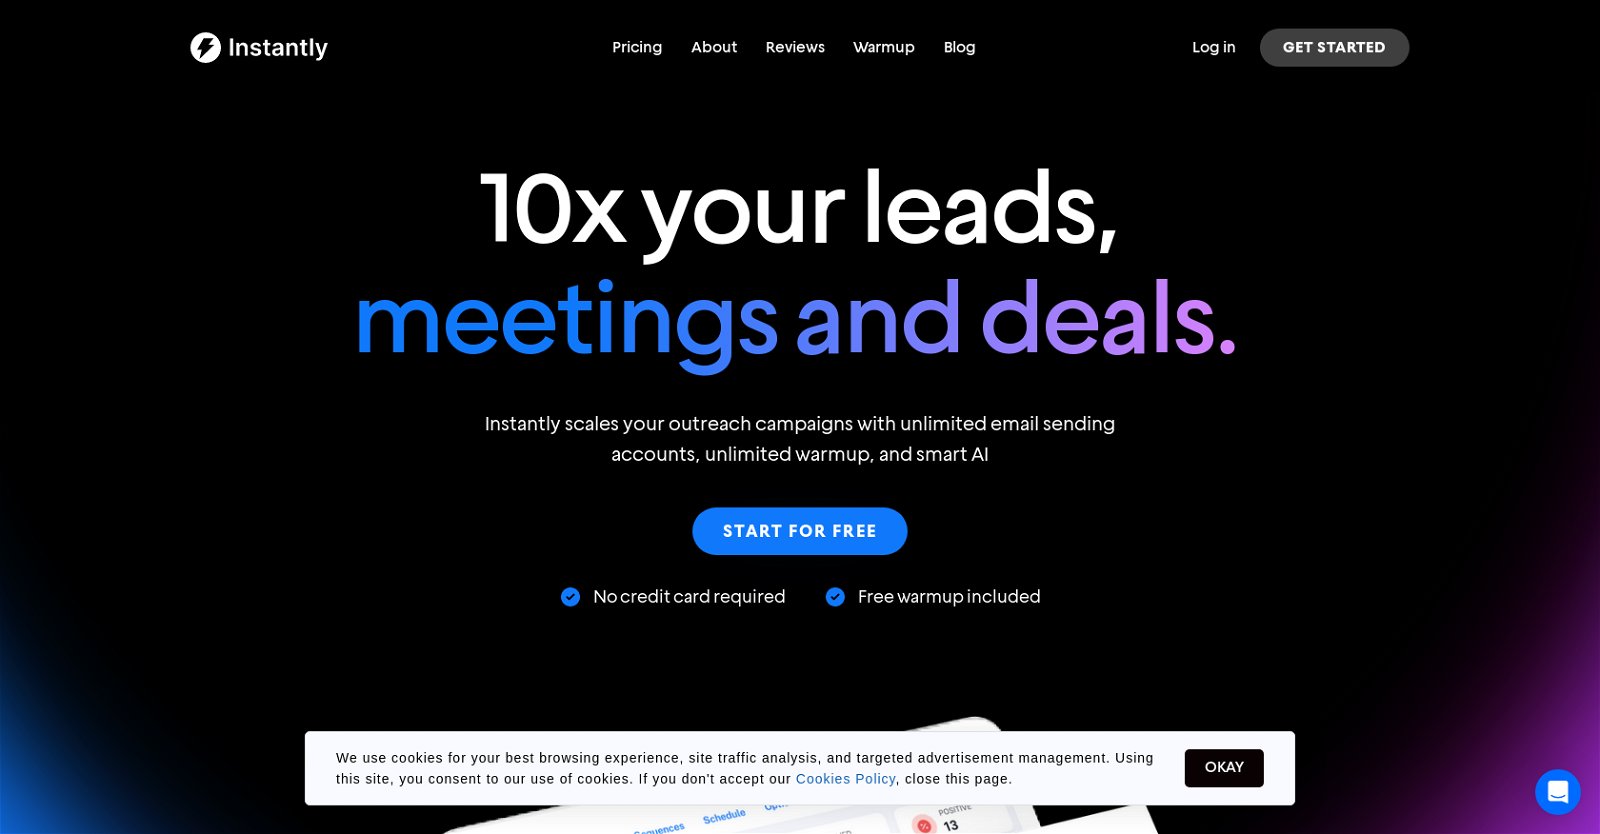 Instantly
Pricing
About
Reviews
Warmup
Blog
Log in
GET STARTED
10x your leads,
meetings and deals.
Instantly scales your outreach campaigns with unlimited email sending
accounts, unlimited warmup, and smart AI
START FOR FREE
No credit card required
Free warmup included
We use cookies for your best browsing experience, site traffic analysis, and targeted advertisement management. Using
this site, you consent to our use of cookies. If you don't accept our Cookies Policy, close this page.
OKAY
Sequences
Schedule
POSITIVE
13